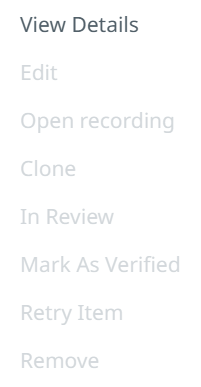 View Details
Edit
Open recording
Clone
In Review
Mark As Verified
Retry Item
Remove